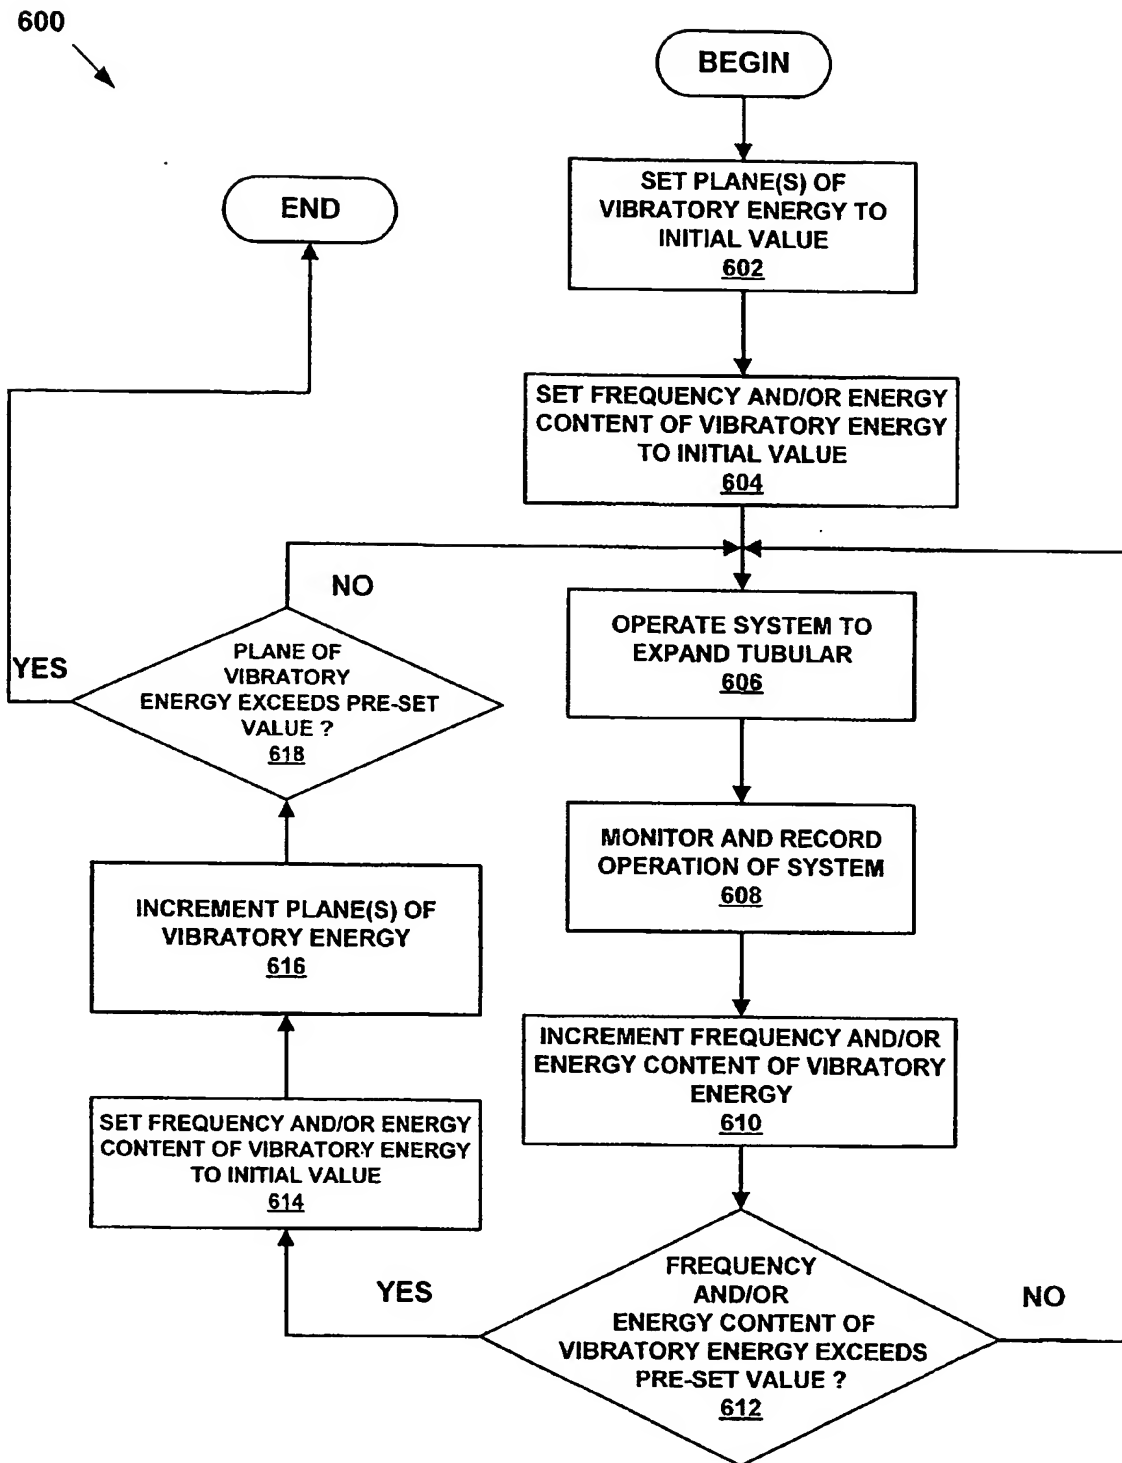 600
BEGIN
SET PLANE(S) OF
VIBRATORY ENERGY TO
INITIAL VALUE
602
END
SET FREQUENCY AND/OR ENERGY
CONTENT OF VIBRATORY ENERGY
TO INITIAL VALUE
604
NO
OPERATE SYSTEM TO
EXPAND TUBULAR
606
YES
PLANE OF
VIBRATORY
ENERGY EXCEEDS PRE-SET
VALUE ?
618
MONITOR AND RECORD
OPERATION OF SYSTEM
608
INCREMENT PLANE(S) OF
VIBRATORY ENERGY
616
INCREMENT FREQUENCY AND/OR
ENERGY CONTENT OF VIBRATORY
ENERGY
610
SET FREQUENCY AND/OR ENERGY
CONTENT OF VIBRATORY ENERGY
TO INITIAL VALUE
614
YES
FREQUENCY
AND/OR
ENERGY CONTENT OF
VIBRATORY ENERGY EXCEEDS
PRE-SET VALUE ?
612
NO